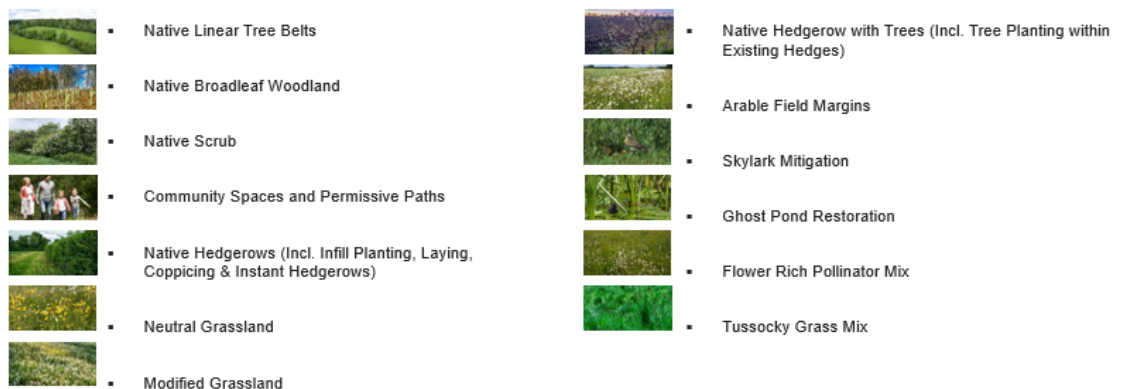 Native Linear Tree Belts
Native Broadleaf Woodland
Native Scrub
Community Spaces and Permissive Paths
Native Hedgerows (Incl. Infill Planting, Laying,
Coppicing & Instant Hedgerows)
Neutral Grassland
Modified Grassland
Native Hedgerow with Trees (Incl. Tree Planting within
Existing Hedges)
Arable Field Margins
Skylark Mitigation
Ghost Pond Restoration
Flower Rich Pollinator Mix
Tussocky Grass Mix